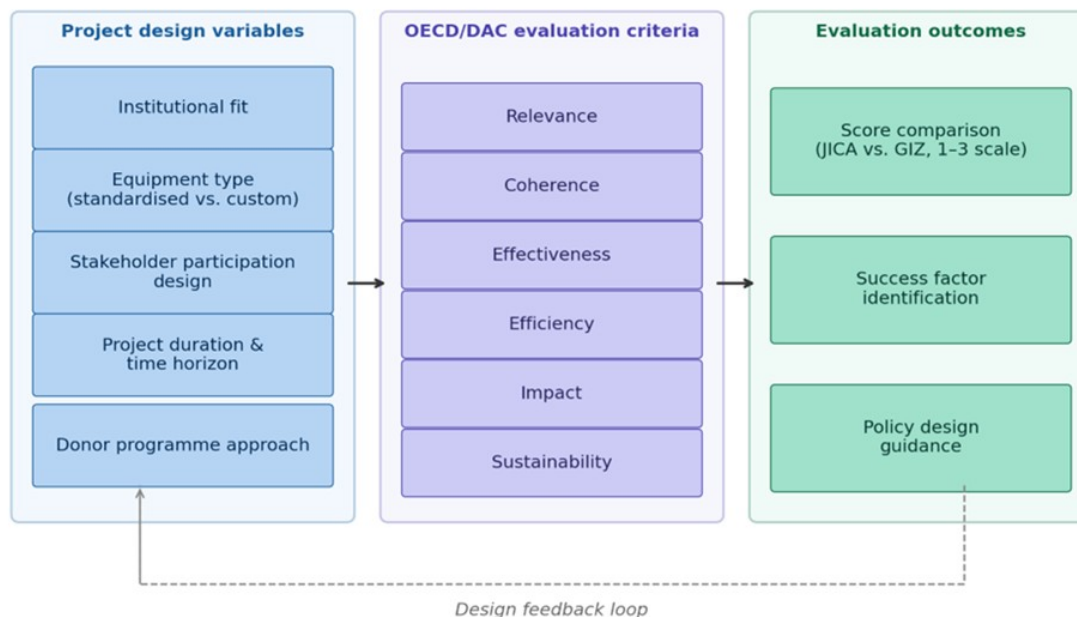 Project design variables
Institutional fit
Equipment type
(standardised vs. custom)
Stakeholder participation
design
Project duration &
time horizon
Donor programme approach
OECD/DAC evaluation criteria
Relevance
Coherence
Effectiveness
Efficiency
Impact
Sustainability
Evaluation outcomes
Score comparison
(JICA vs. GIZ, 1–3 scale)
Success factor
identification
Policy design
guidance
Design feedback loop